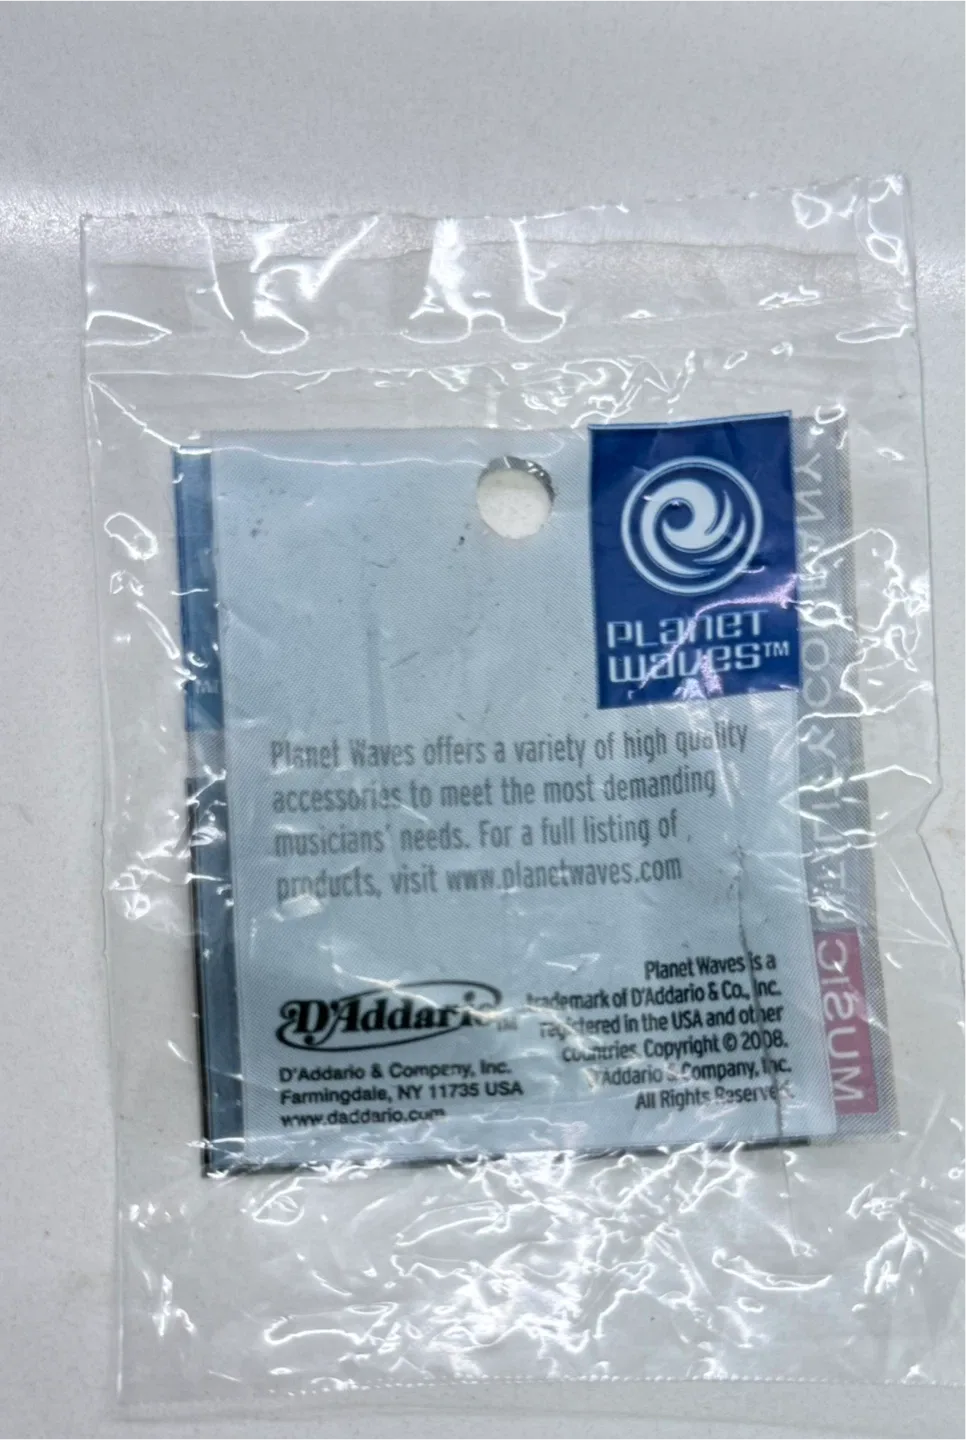 PLANET
WAVES™
Planet Waves offers a variety of high quality
accessories to meet the most demanding
musicians' needs. For a full listing of
products, visit www.planetwaves.com
D'Addario™
D'Addario & Company, Inc.
Farmingdale, NY 11735 USA
www.daddario.com
Planet Waves is a
trademark of D'Addario & Co., Inc.
registered in the USA and other
countries. Copyright © 2008.
D'Addario & Company, Inc.
All Rights Reserved.
MUSIC